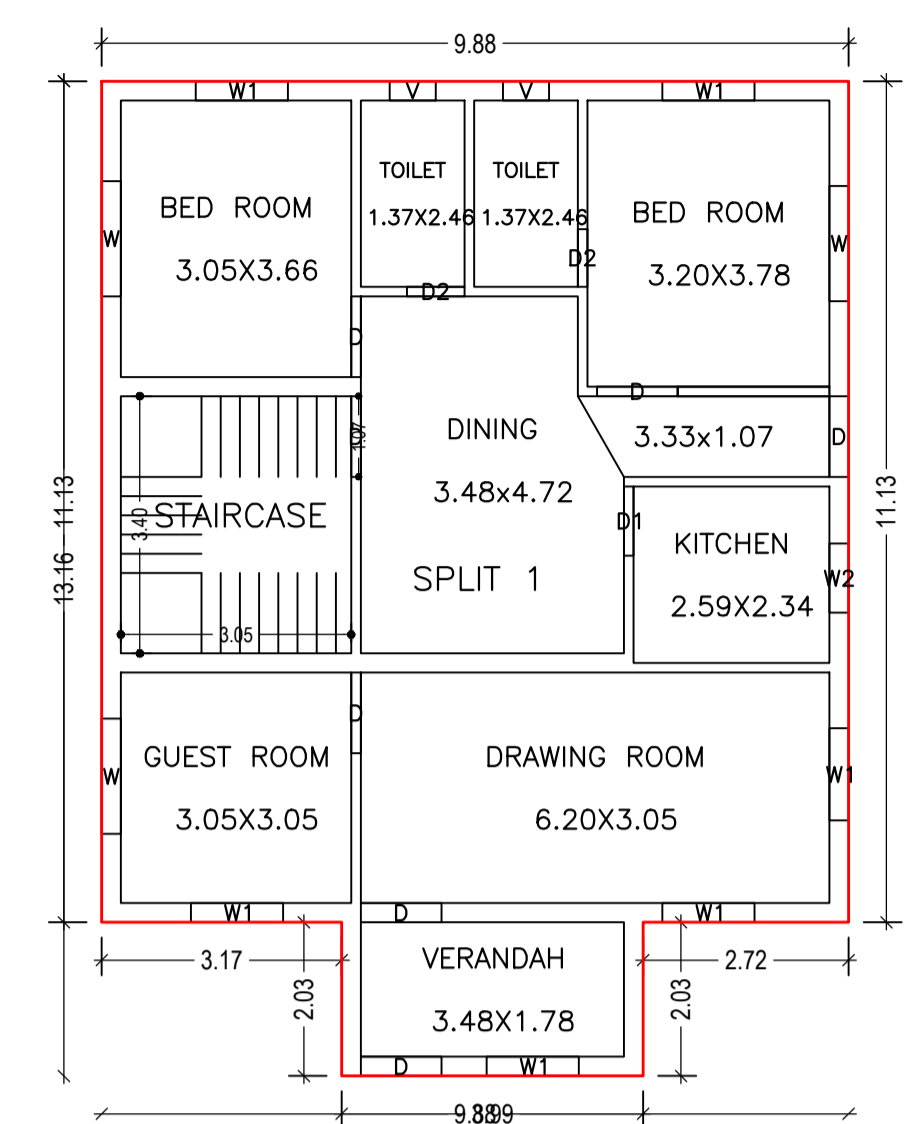 9.88
W1
V
V
W1
TOILET
TOILET
1.37X2.46
1.37X2.46
BED ROOM
3.05X3.66
BED ROOM
3.20X3.78
W
W
D2
D2
D
D
DINING
3.48x4.72
SPLIT 1
3.33x1.07
D
1.07
STAIRCASE
3.40
3.05
D1
KITCHEN
2.59X2.34
W2
11.13
13.16
11.13
D
GUEST ROOM
3.05X3.05
W
DRAWING ROOM
6.20X3.05
W1
W1
D
W1
3.17
VERANDAH
3.48X1.78
2.72
2.03
2.03
D
W1
9.88